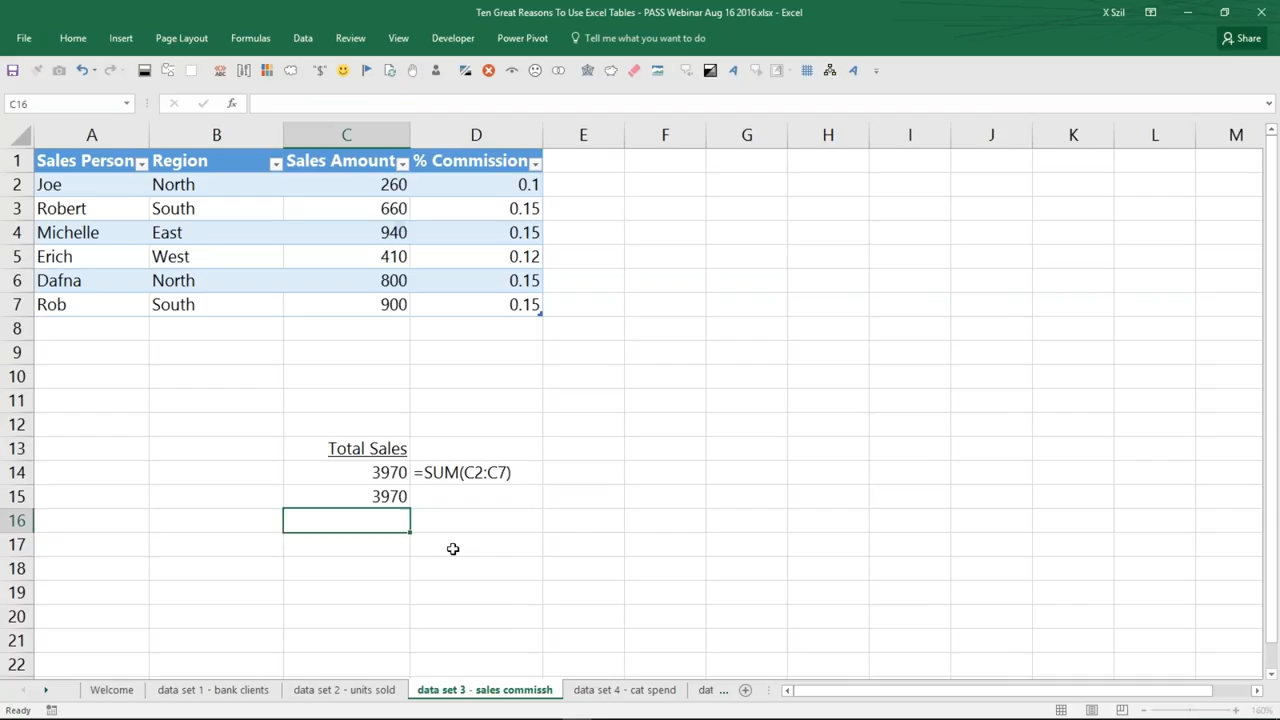 Ten Great Reasons To Use Excel Tables - PASS Webinar Aug 16 2016.xlsx - Excel
X Szil
File Home Insert Page Layout Formulas Data Review View Developer Power Pivot Tell me what you want to do Share
C16 fx
A B C D E F G H I J K L M
1 Sales Person Region Sales Amount % Commission
2 Joe North 260 0.1
3 Robert South 660 0.15
4 Michelle East 940 0.15
5 Erich West 410 0.12
6 Dafna North 800 0.15
7 Rob South 900 0.15
8
9
10
11
12
13 Total Sales
14 3970 =SUM(C2:C7)
15 3970
16
17
18
19
20
21
22
Welcome data set 1 - bank clients data set 2 - units sold data set 3 - sales commissh data set 4 - cat spend dat ...
Ready 160%